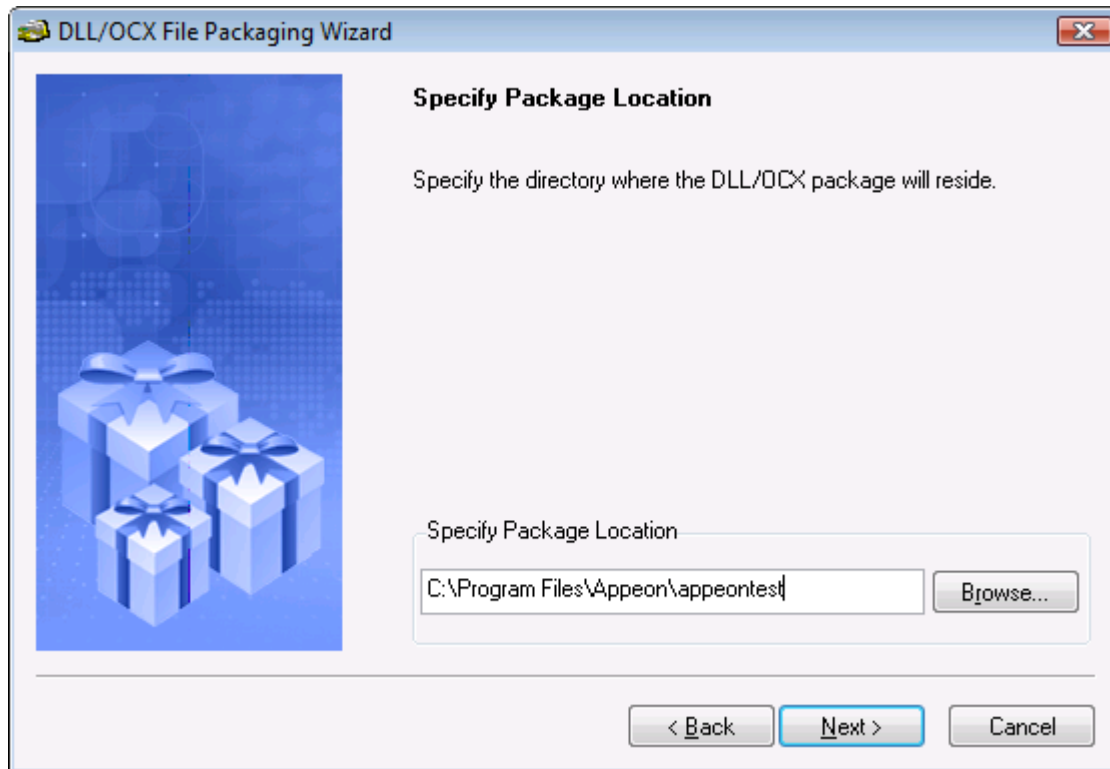 DLL/OCX File Packaging Wizard
Specify Package Location
Specify the directory where the DLL/OCX package will reside.
Specify Package Location
C:\Program Files\Appeon\appeontest
Browse...
< Back
Next >
Cancel